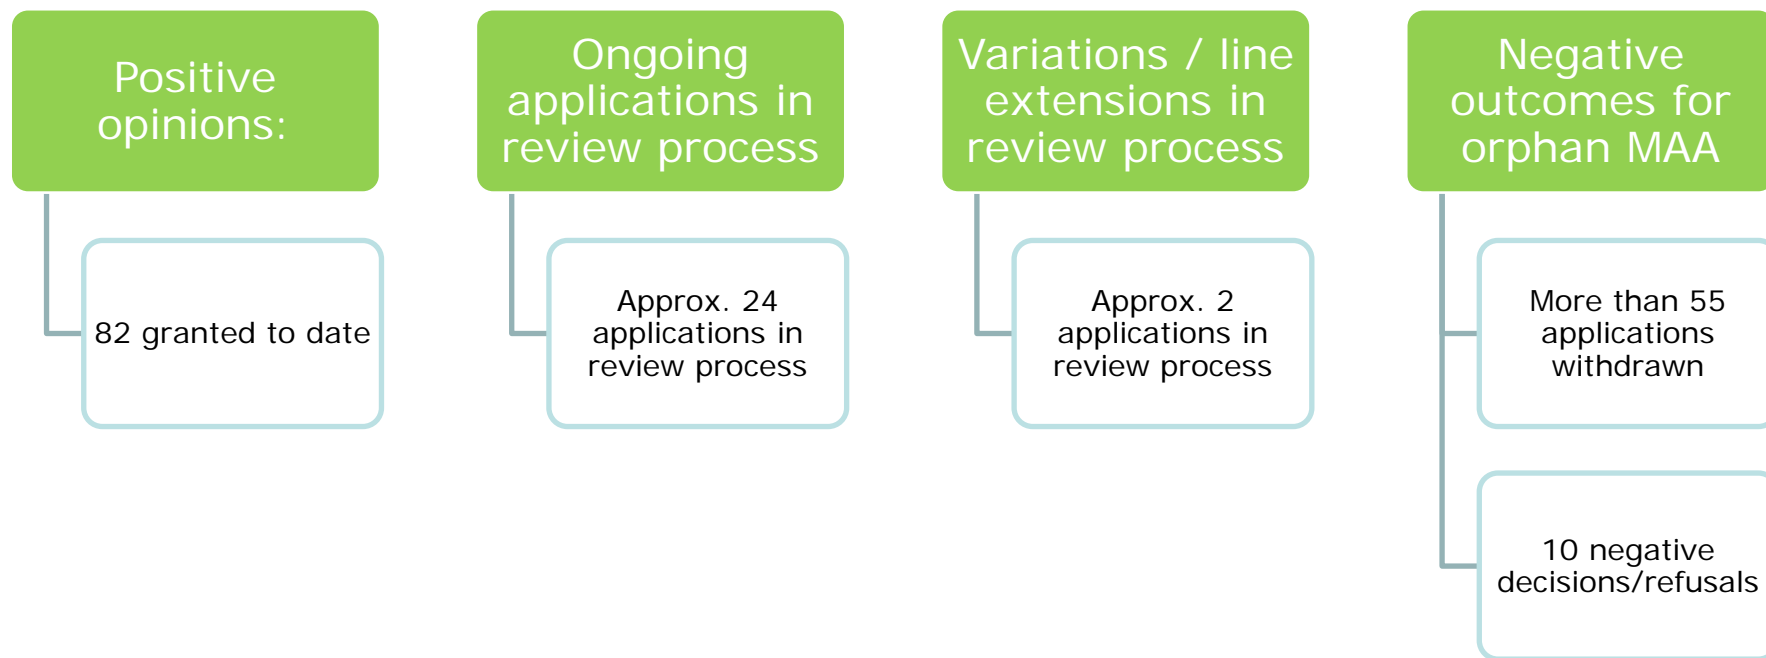 Positive
opinions:
82 granted to date
Ongoing
applications in
review process
Approx. 24
applications in
review process
Variations / line
extensions in
review process
Approx. 2
applications in
review process
Negative
outcomes for
orphan MAA
More than 55
applications
withdrawn
10 negative
decisions/refusals